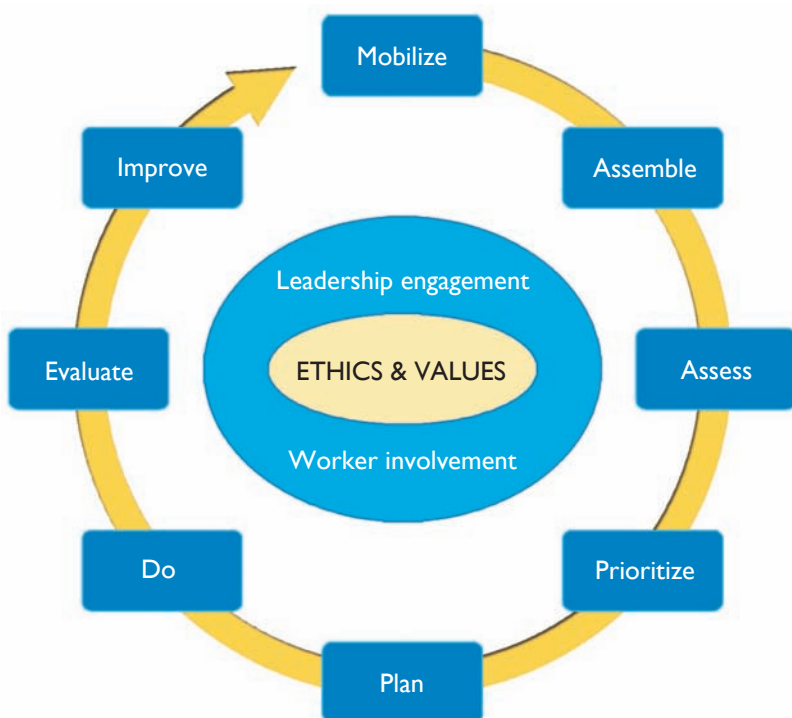 Mobilize
Assemble
Assess
Prioritize
Plan
Do
Evaluate
Improve
Leadership engagement
ETHICS & VALUES
Worker involvement